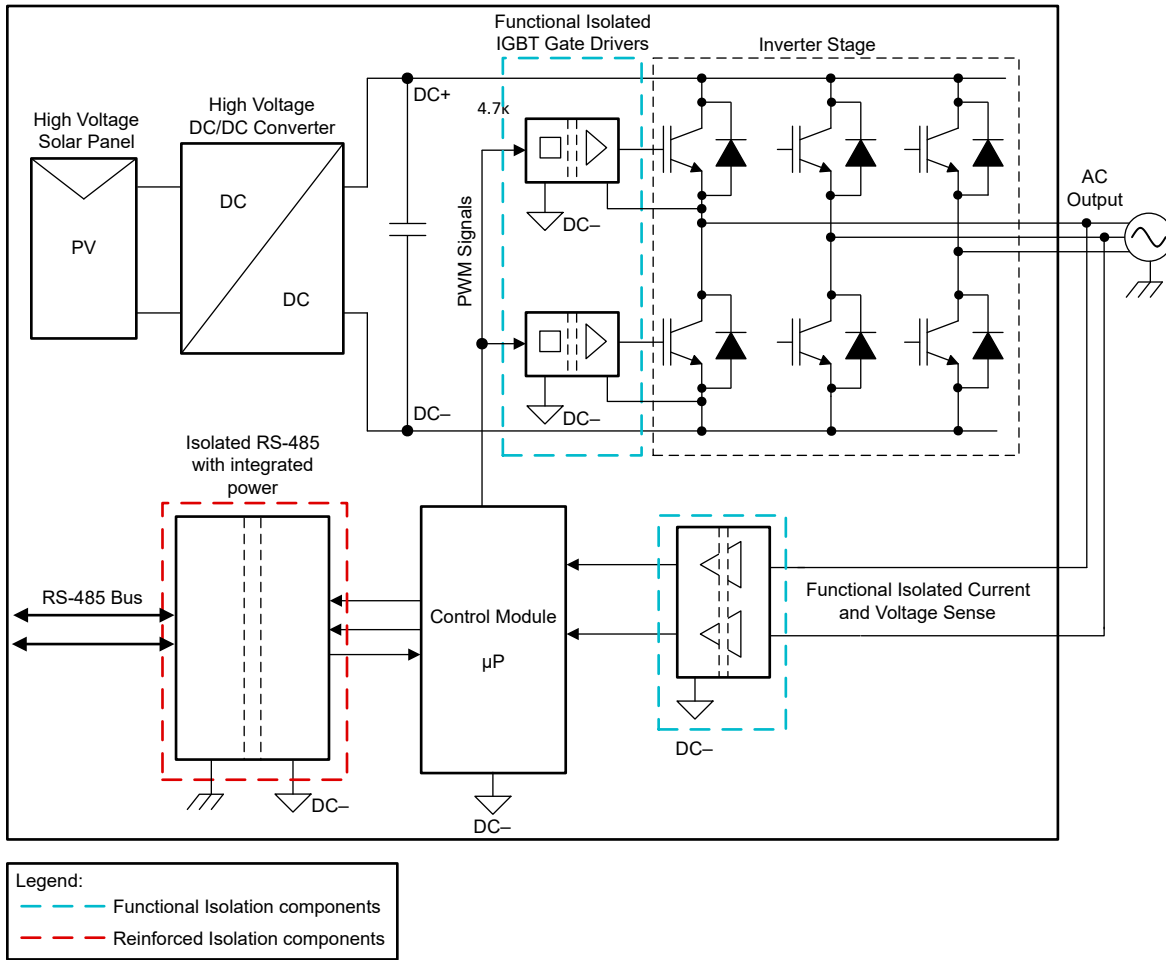 Functional Isolated
IGBT Gate Drivers
Inverter Stage
High Voltage
Solar Panel
High Voltage
DC/DC Converter
DC+
4.7k
DC
PV
DC
PWM Signals
DC–
AC
Output
DC–
DC–
Isolated RS-485
with integrated
power
RS-485 Bus
Control Module
µP
Functional Isolated Current
and Voltage Sense
DC–
DC–
DC–
Legend:
Functional Isolation components
Reinforced Isolation components